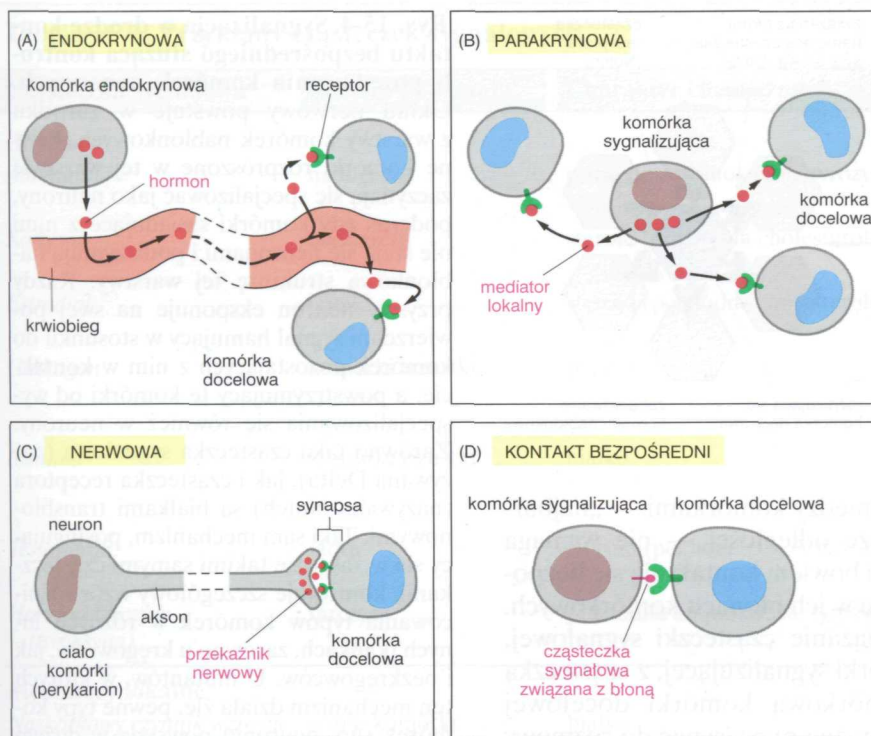 (A) ENDOKRYNOWA
komórka endokrynowa
receptor
hormon
krwiobieg
komórka
docelowa
(B) PARAKRYNOWA
komórka
sygnalizująca
komórka
docelowa
mediator
lokalny
(C) NERWOWA
neuron
synapsa
akson
ciało
komórki
(perykarion)
przekaźnik
nerwowy
komórka
docelowa
(D) KONTAKT BEZPOŚREDNI
komórka sygnalizująca
komórka docelowa
cząsteczka
sygnałowa
związana z błoną